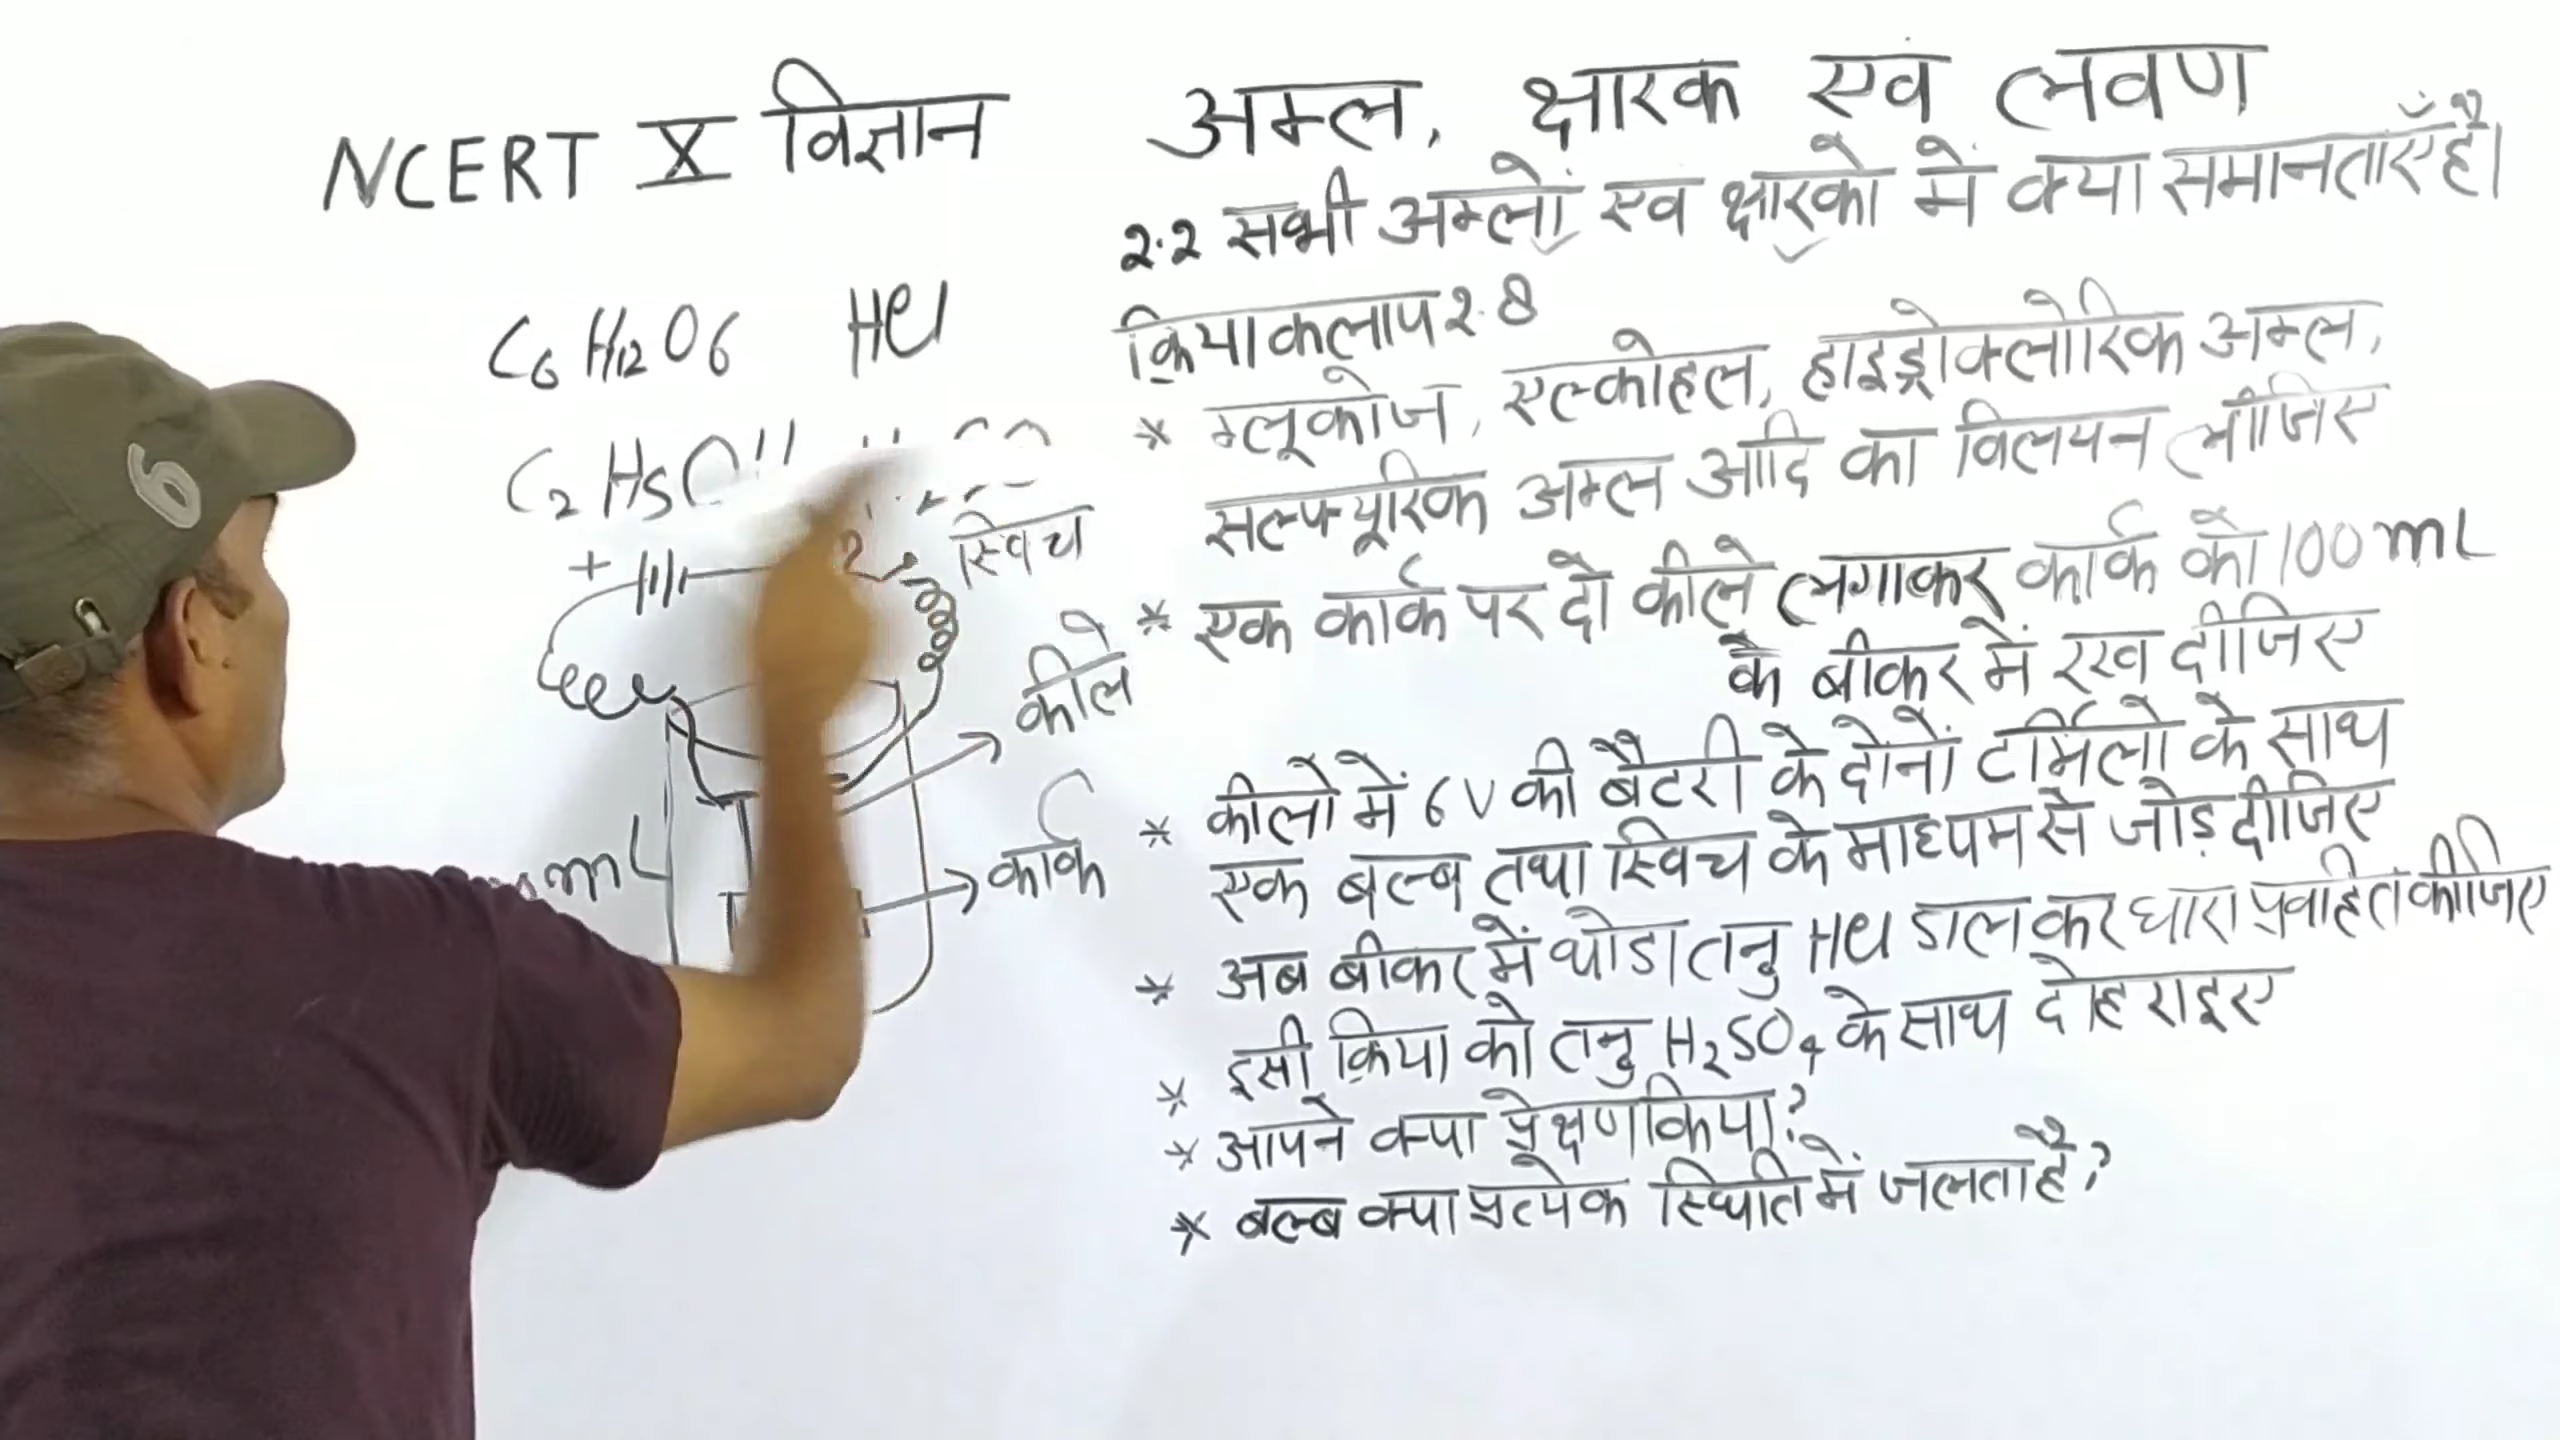 NCERT X विज्ञान
अम्ल, क्षारक एव लवण
2.2 सभी अम्लों एव क्षारको में क्या समानताएँ है।
C6 H12 O6 HCl
C2 H5
क्रियाकलाप 2.8
* ग्लूकोज, एल्कोहल, हाइड्रोक्लोरिक अम्ल,
सल्फ्यूरिक अम्ल आदि का विलयन लीजिए
* एक कार्क पर दो कीले लगाकर कार्क को 100 mL
के बीकर में रख दीजिए
* कीलो में 6V की बैटरी के दोनों टर्मिलो के साथ
एक बल्ब तथा स्विच के माध्यम से जोड़ दीजिए
* अब बीकर में थोडा तनु HCl डाल कर धारा प्रवाहित कीजिए
* इसी क्रिया को तनु H2SO4 के साथ दोहराइए
* आपने क्या प्रेक्षण किया?
* बल्ब क्या प्रत्येक स्थिति में जलता है?
+
स्विच
कीले
कार्क
mL
6